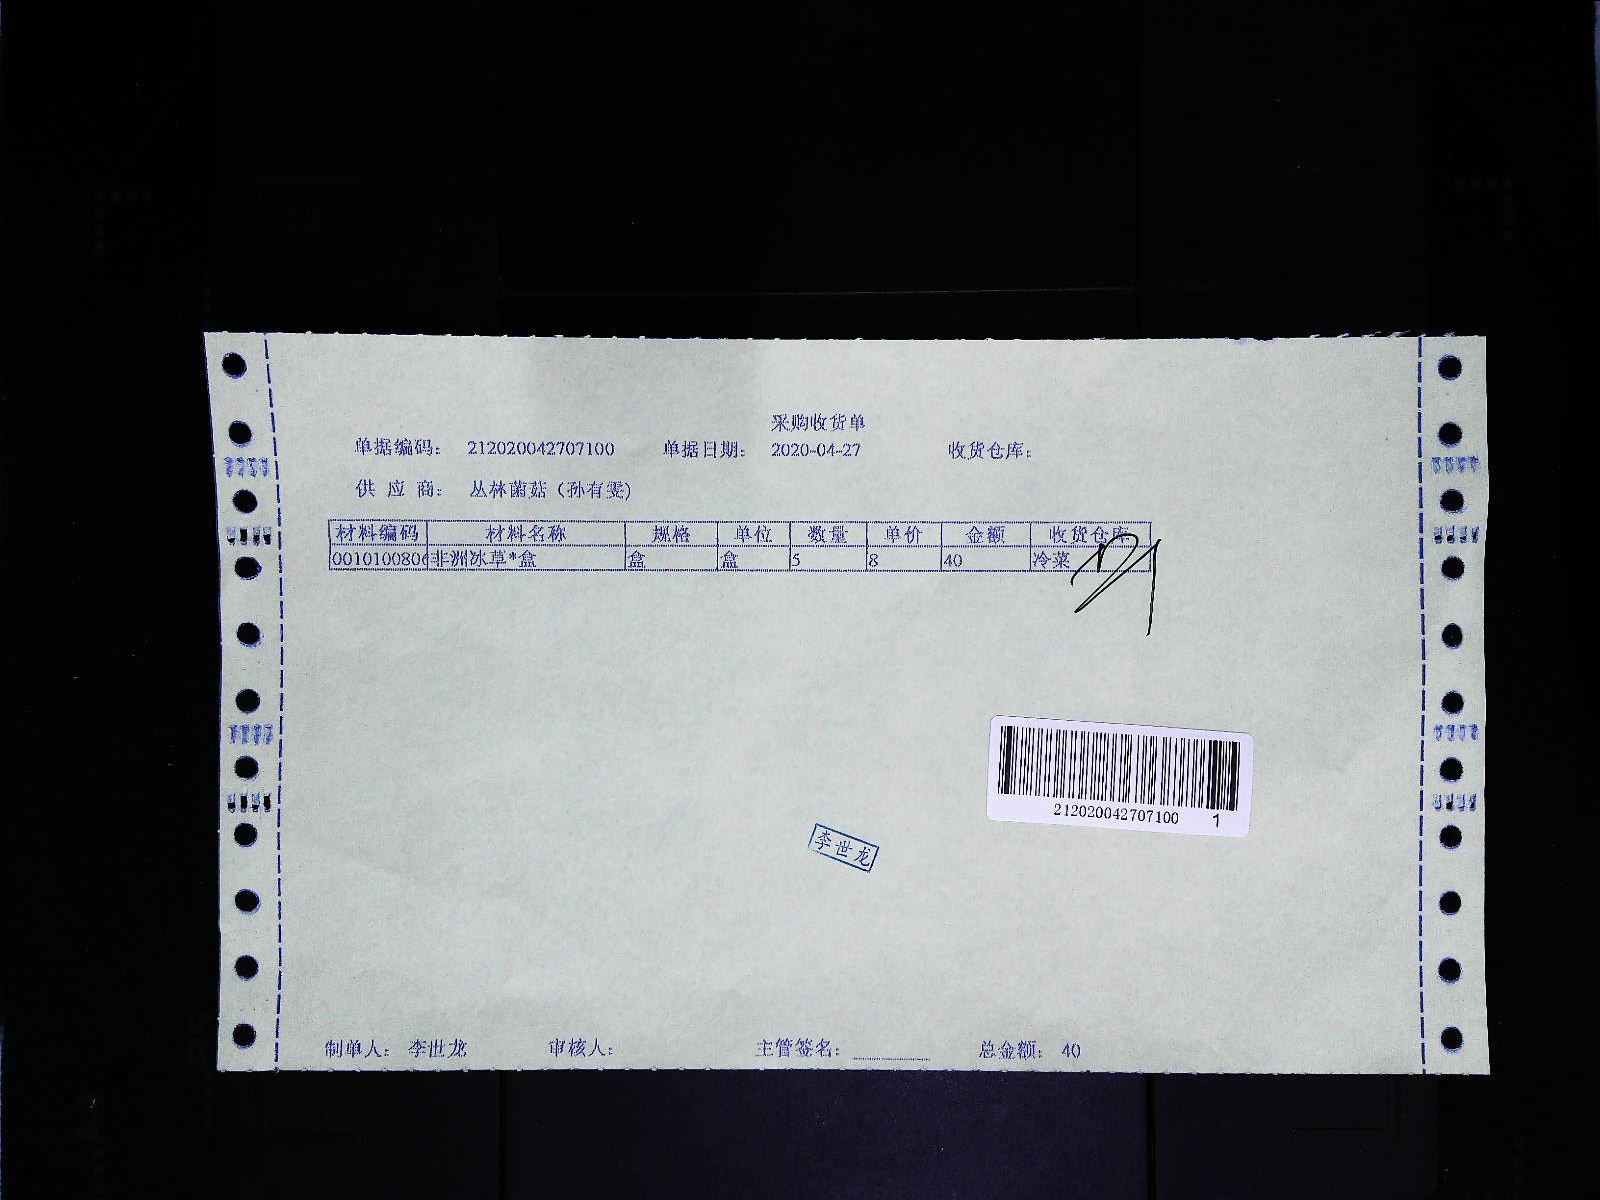 采购收货单
单据编码: 212020042707100 单据日期: 2020-04-27 收货仓库:
供 应 商: 丛林菌菇 (孙有雯)
材料编码 材料名称 规格 单位 数量 单价 金额 收货仓库
0010100806 非洲冰草*盒 盒 盒 5 8 40 冷菜
212020042707100 1
李世龙
制单人: 李世龙 审核人: 主管签名: 总金额: 40